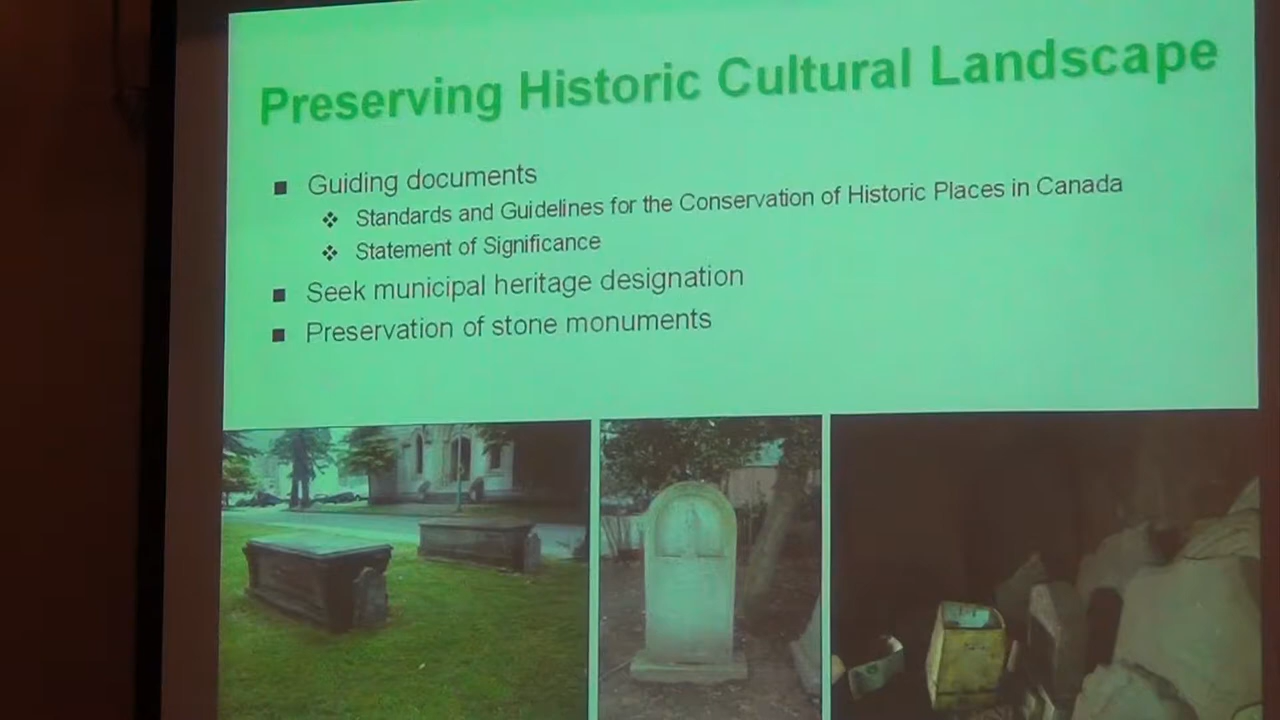 Preserving Historic Cultural Landscape
Guiding documents
Standards and Guidelines for the Conservation of Historic Places in Canada
Statement of Significance
Seek municipal heritage designation
Preservation of stone monuments